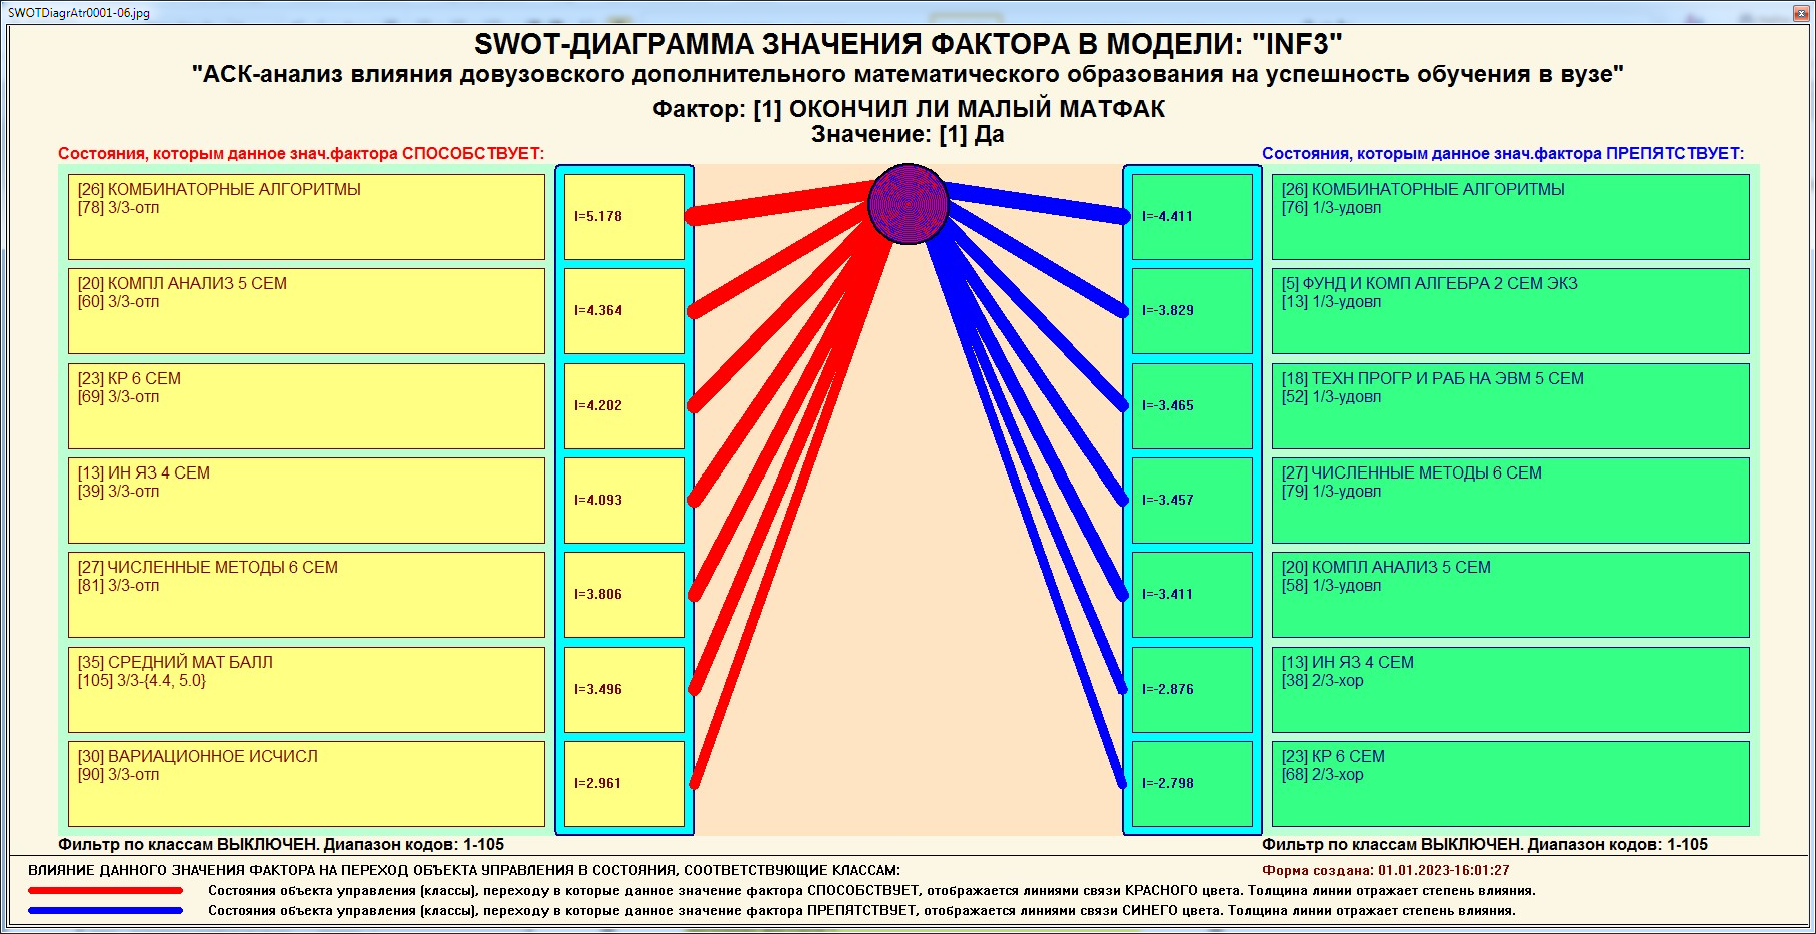 SWOTDiagrAtr0001-06.jpg
SWOT-ДИАГРАММА ЗНАЧЕНИЯ ФАКТОРА В МОДЕЛИ: "INF3"
"АСК-анализ влияния довузовского дополнительного математического образования на успешность обучения в вузе"
Фактор: [1] ОКОНЧИЛ ЛИ МАЛЫЙ МАТФАК
Значение: [1] Да
Состояния, которым данное знач.фактора СПОСОБСТВУЕТ:
[26] КОМБИНАТОРНЫЕ АЛГОРИТМЫ
[78] 3/3-отл
I=5.178
[20] КОМПЛ АНАЛИЗ 5 СЕМ
[60] 3/3-отл
I=4.364
[23] КР 6 СЕМ
[69] 3/3-отл
I=4.202
[13] ИН ЯЗ 4 СЕМ
[39] 3/3-отл
I=4.093
[27] ЧИСЛЕННЫЕ МЕТОДЫ 6 СЕМ
[81] 3/3-отл
I=3.806
[35] СРЕДНИЙ МАТ БАЛЛ
[105] 3/3-{4.4, 5.0}
I=3.496
[30] ВАРИАЦИОННОЕ ИСЧИСЛ
[90] 3/3-отл
I=2.961
Фильтр по классам ВЫКЛЮЧЕН. Диапазон кодов: 1-105
Состояния, которым данное знач.фактора ПРЕПЯТСТВУЕТ:
I=-4.411
[26] КОМБИНАТОРНЫЕ АЛГОРИТМЫ
[76] 1/3-удовл
I=-3.829
[5] ФУНД И КОМП АЛГЕБРА 2 СЕМ ЭКЗ
[13] 1/3-удовл
I=-3.465
[18] ТЕХН ПРОГР И РАБ НА ЭВМ 5 СЕМ
[52] 1/3-удовл
I=-3.457
[27] ЧИСЛЕННЫЕ МЕТОДЫ 6 СЕМ
[79] 1/3-удовл
I=-3.411
[20] КОМПЛ АНАЛИЗ 5 СЕМ
[58] 1/3-удовл
I=-2.876
[13] ИН ЯЗ 4 СЕМ
[38] 2/3-хор
I=-2.798
[23] КР 6 СЕМ
[68] 2/3-хор
Фильтр по классам ВЫКЛЮЧЕН. Диапазон кодов: 1-105
ВЛИЯНИЕ ДАННОГО ЗНАЧЕНИЯ ФАКТОРА НА ПЕРЕХОД ОБЪЕКТА УПРАВЛЕНИЯ В СОСТОЯНИЯ, СООТВЕТСТВУЮЩИЕ КЛАССАМ:
Форма создана: 01.01.2023-16:01:27
Состояния объекта управления (классы), переходу в которые данное значение фактора СПОСОБСТВУЕТ, отображается линиями связи КРАСНОГО цвета. Толщина линии отражает степень влияния.
Состояния объекта управления (классы), переходу в которые данное значение фактора ПРЕПЯТСТВУЕТ, отображается линиями связи СИНЕГО цвета. Толщина линии отражает степень влияния.